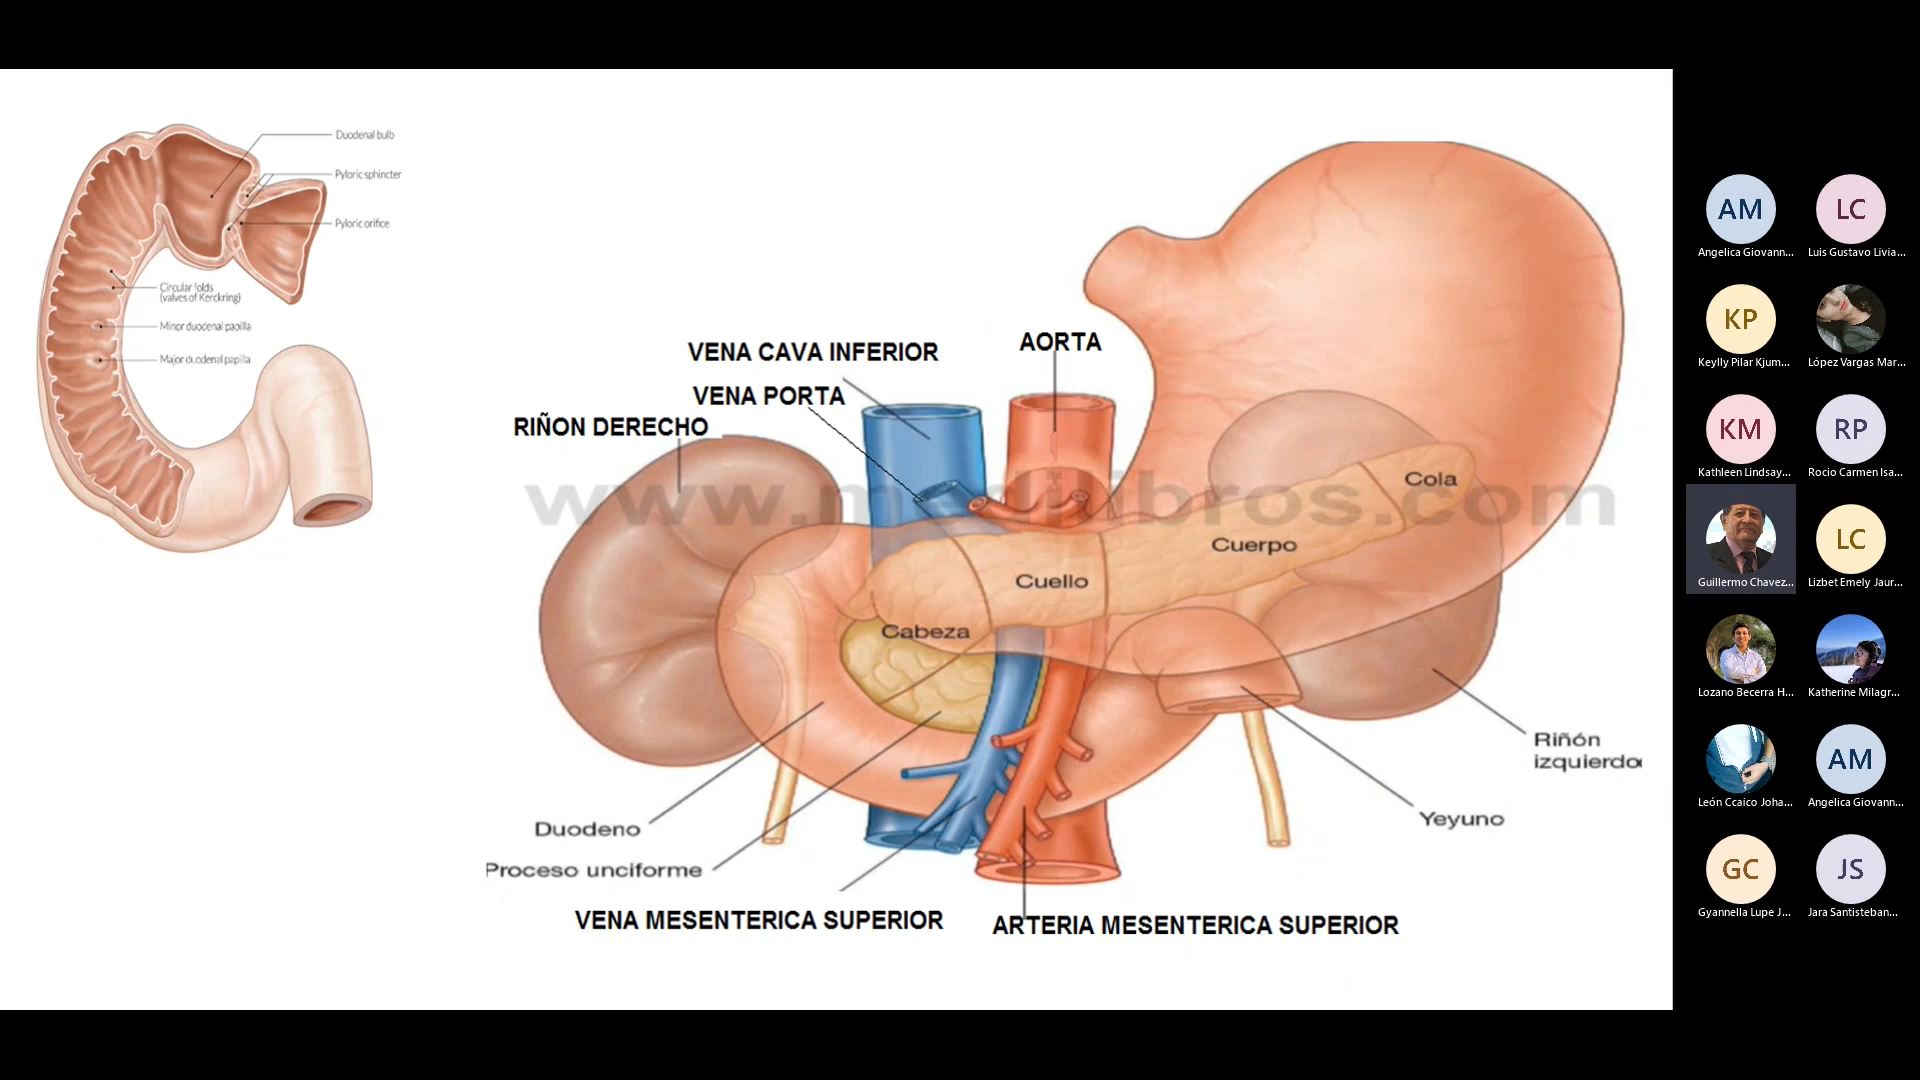 Duodenal bulb
Pyloric sphincter
Pyloric orifice
Circular folds
(valves of Kerckring)
Minor duodenal papilla
Major duodenal papilla
VENA CAVA INFERIOR
AORTA
VENA PORTA
RIÑON DERECHO
www.medilibros.com
Cola
Cuerpo
Cuello
Cabeza
Riñón
izquierdo
Duodeno
Yeyuno
Proceso unciforme
VENA MESENTERICA SUPERIOR
ARTERIA MESENTERICA SUPERIOR
AM
LC
Angelica Giovann...
Luis Gustavo Livia...
KP
Keylly Pilar Kjum...
López Vargas Mar...
KM
RP
Kathleen Lindsay...
Rocio Carmen Isa...
LC
Guillermo Chavez...
Lizbet Emely Jaur...
Lozano Becerra H...
Katherine Milagr...
AM
León Ccaico Joha...
Angelica Giovann...
GC
JS
Gyannella Lupe J...
Jara Santisteban...